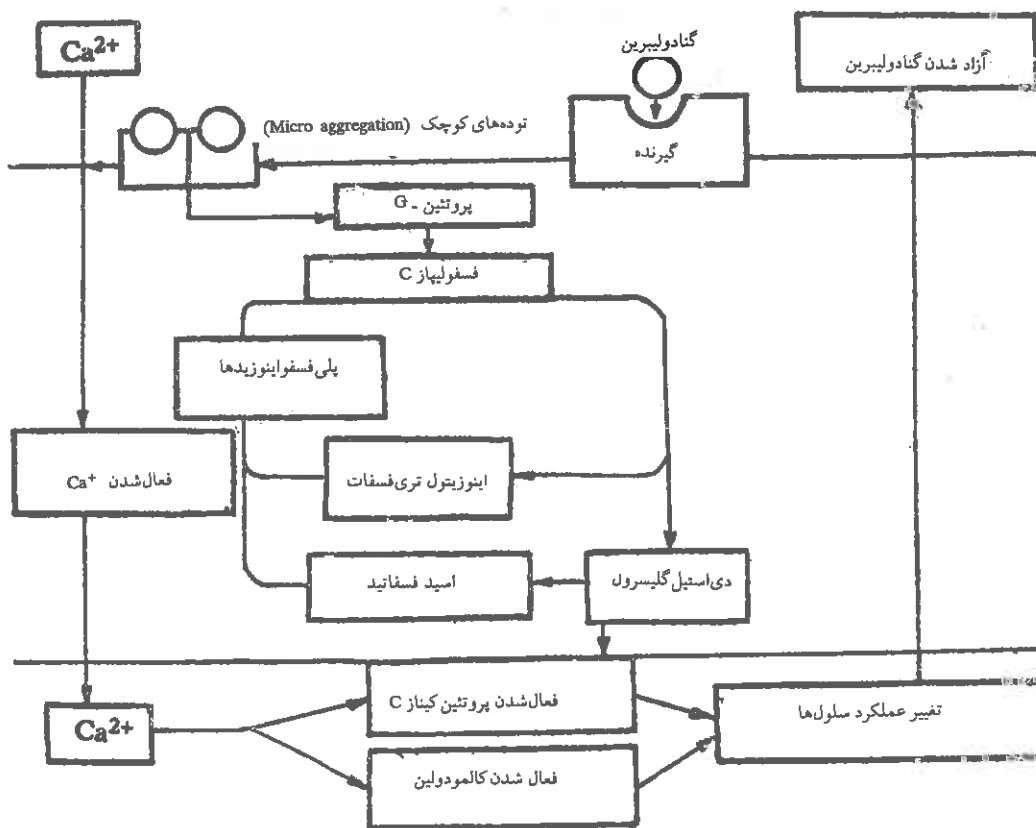 Ca2+
گنادولیبرین
آزاد شدن گنادولیبرین
توده‌های کوچک (Micro aggregation)
گیرنده
پروتئین ـ G
فسفولیپاز C
پلی‌فسفواینوزیدها
فعال‌شدن Ca+
اینوزیتول تری‌فسفات
اسید فسفاتید
دی‌استیل گلیسرول
Ca2+
فعال‌شدن پروتئین کیناز C
تغییر عملکرد سلول‌ها
فعال شدن کالمودولین